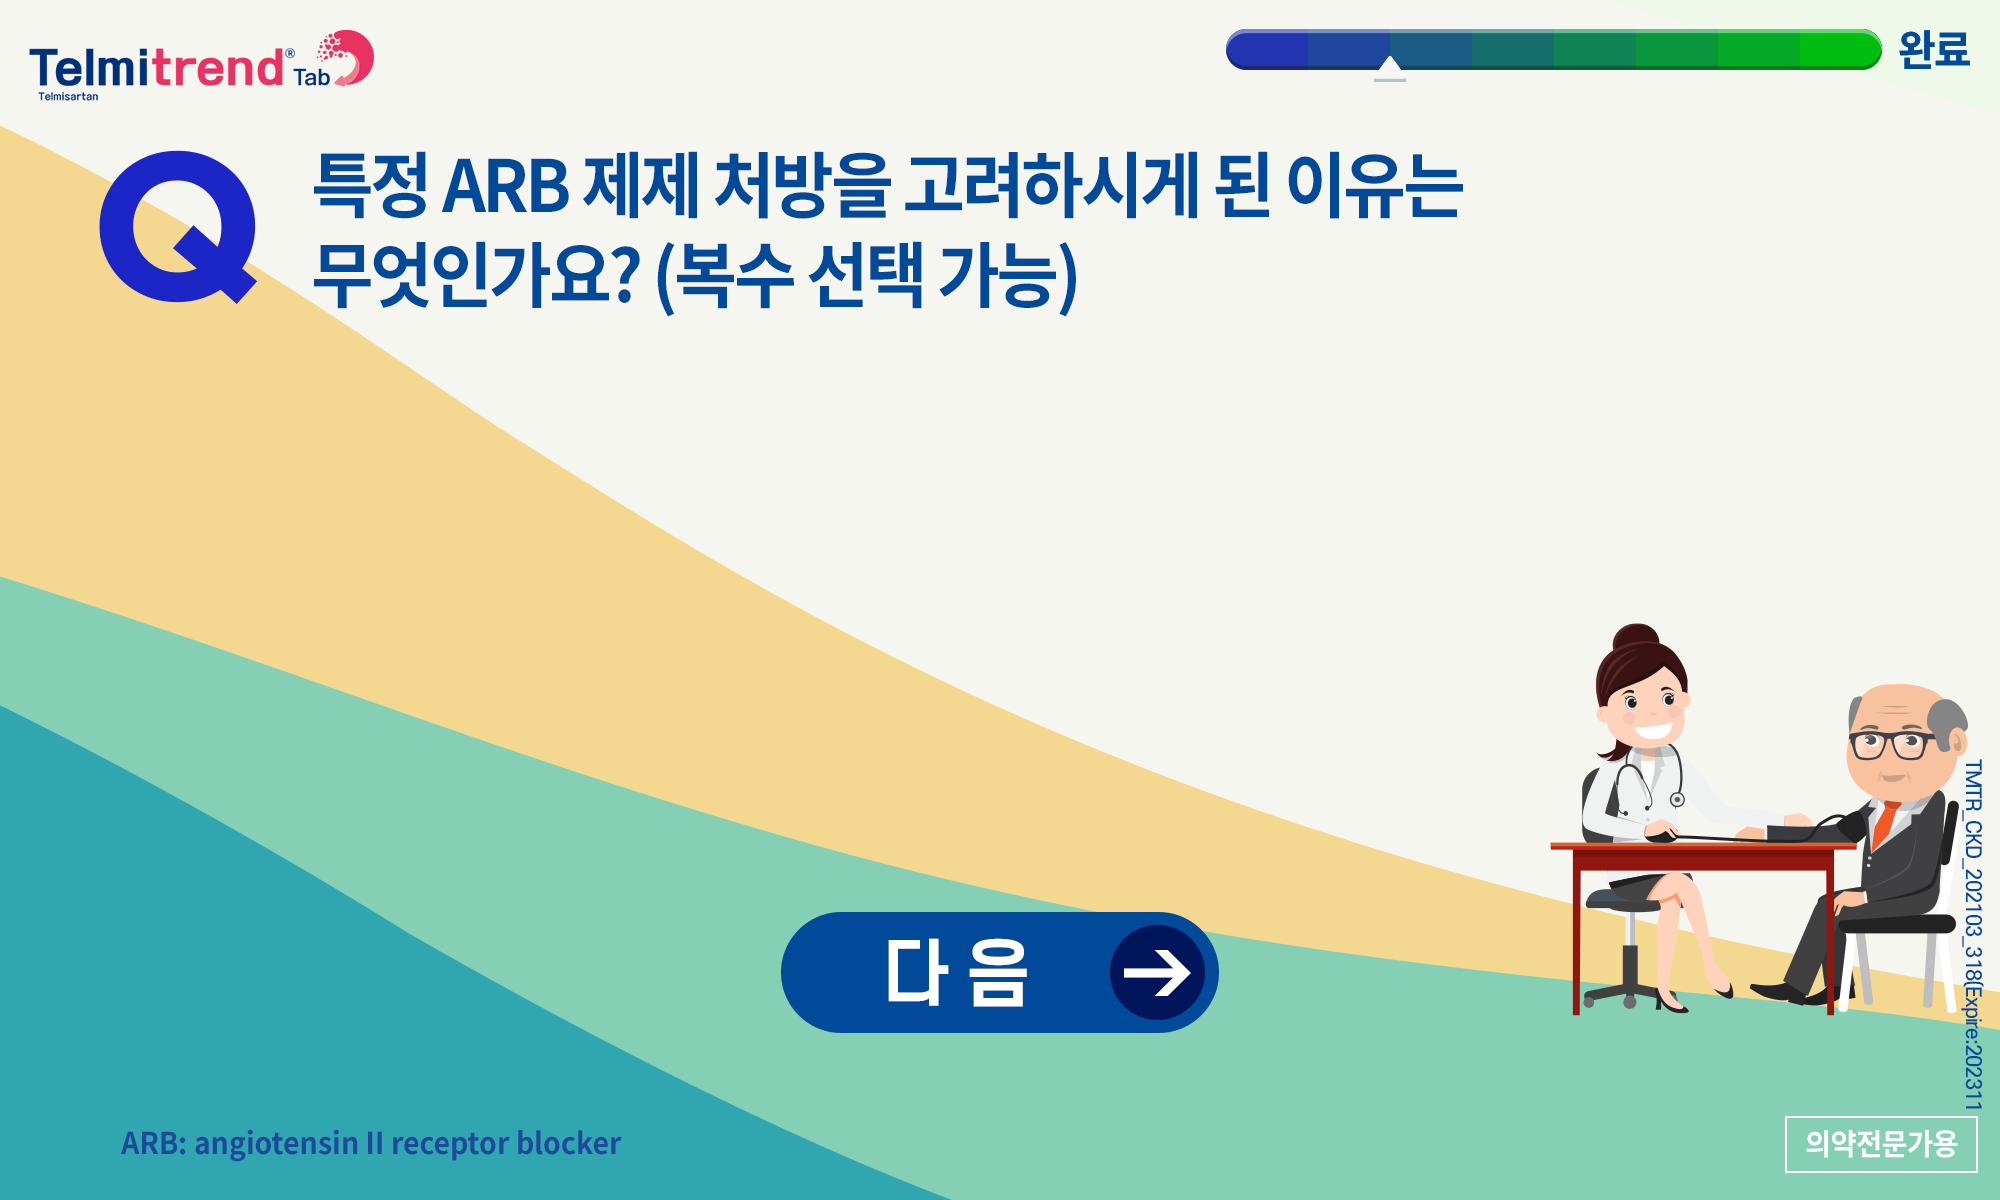 Telmitrend® Tab
Telmisartan
완료
Q
특정 ARB 제제 처방을 고려하시게 된 이유는
무엇인가요? (복수 선택 가능)
다음
TMTR_CKD_202103_318(Expire:202311
ARB: angiotensin II receptor blocker
의약전문가용